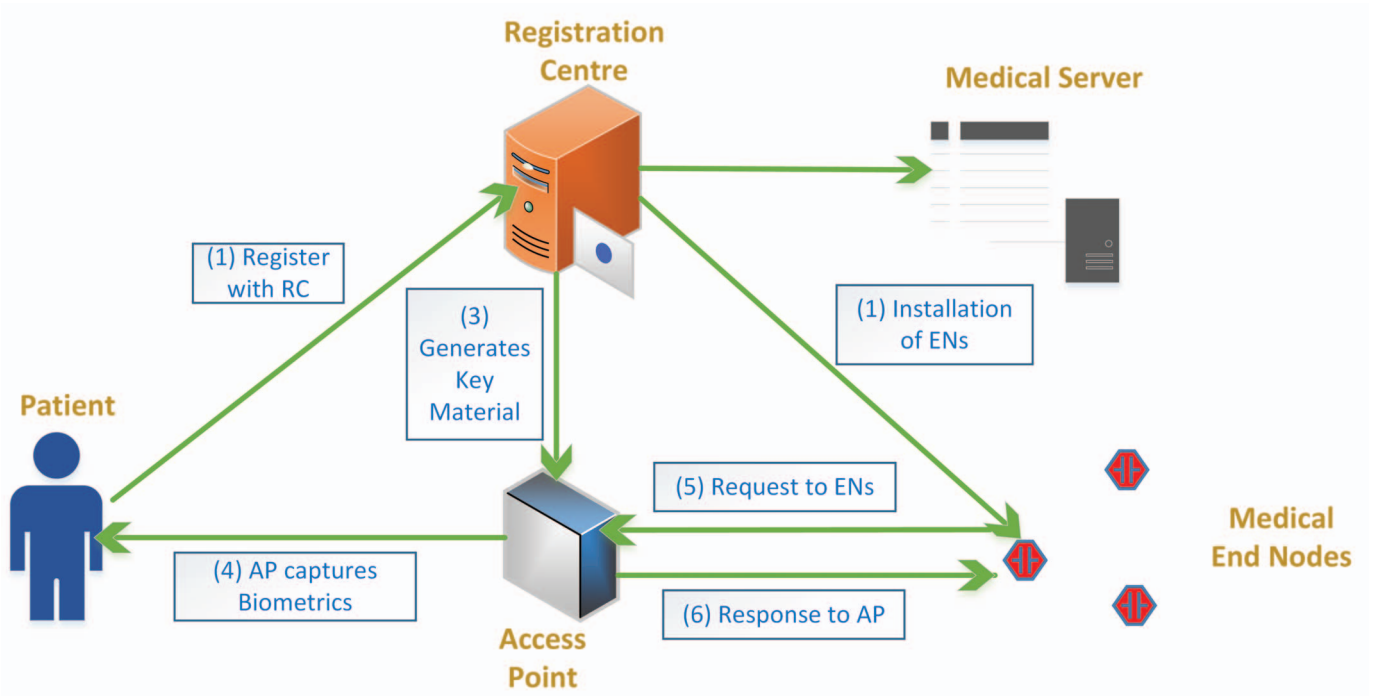 Registration
Centre
Medical Server
(1) Register
with RC
(3)
Generates
Key
Material
(1) Installation
of ENs
Patient
(5) Request to ENs
Medical
End Nodes
(4) AP captures
Biometrics
(6) Response to AP
Access
Point